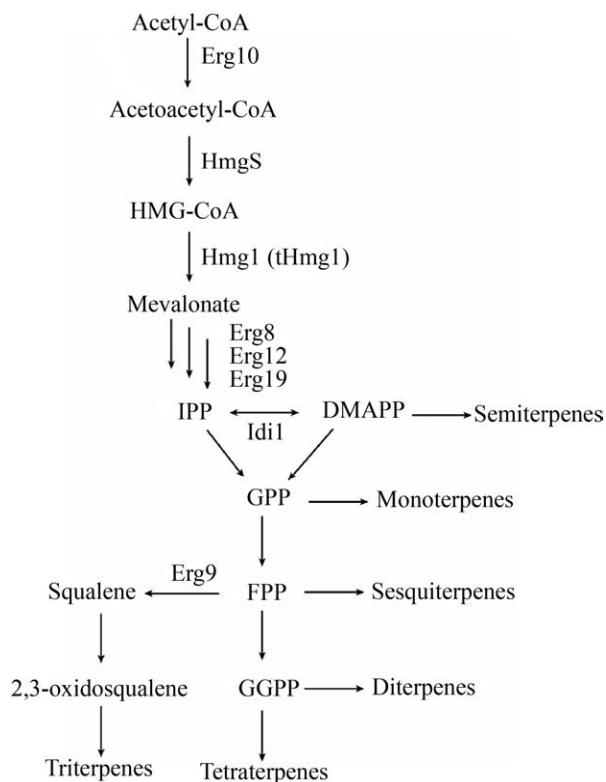 Acetyl-CoA
Erg10
Acetoacetyl-CoA
HmgS
HMG-CoA
Hmg1 (tHmg1)
Mevalonate
Erg8
Erg12
Erg19
IPP
Idi1
DMAPP
Semiterpenes
GPP
Monoterpenes
Squalene
Erg9
FPP
Sesquiterpenes
2,3-oxidosqualene
GGPP
Diterpenes
Triterpenes
Tetraterpenes